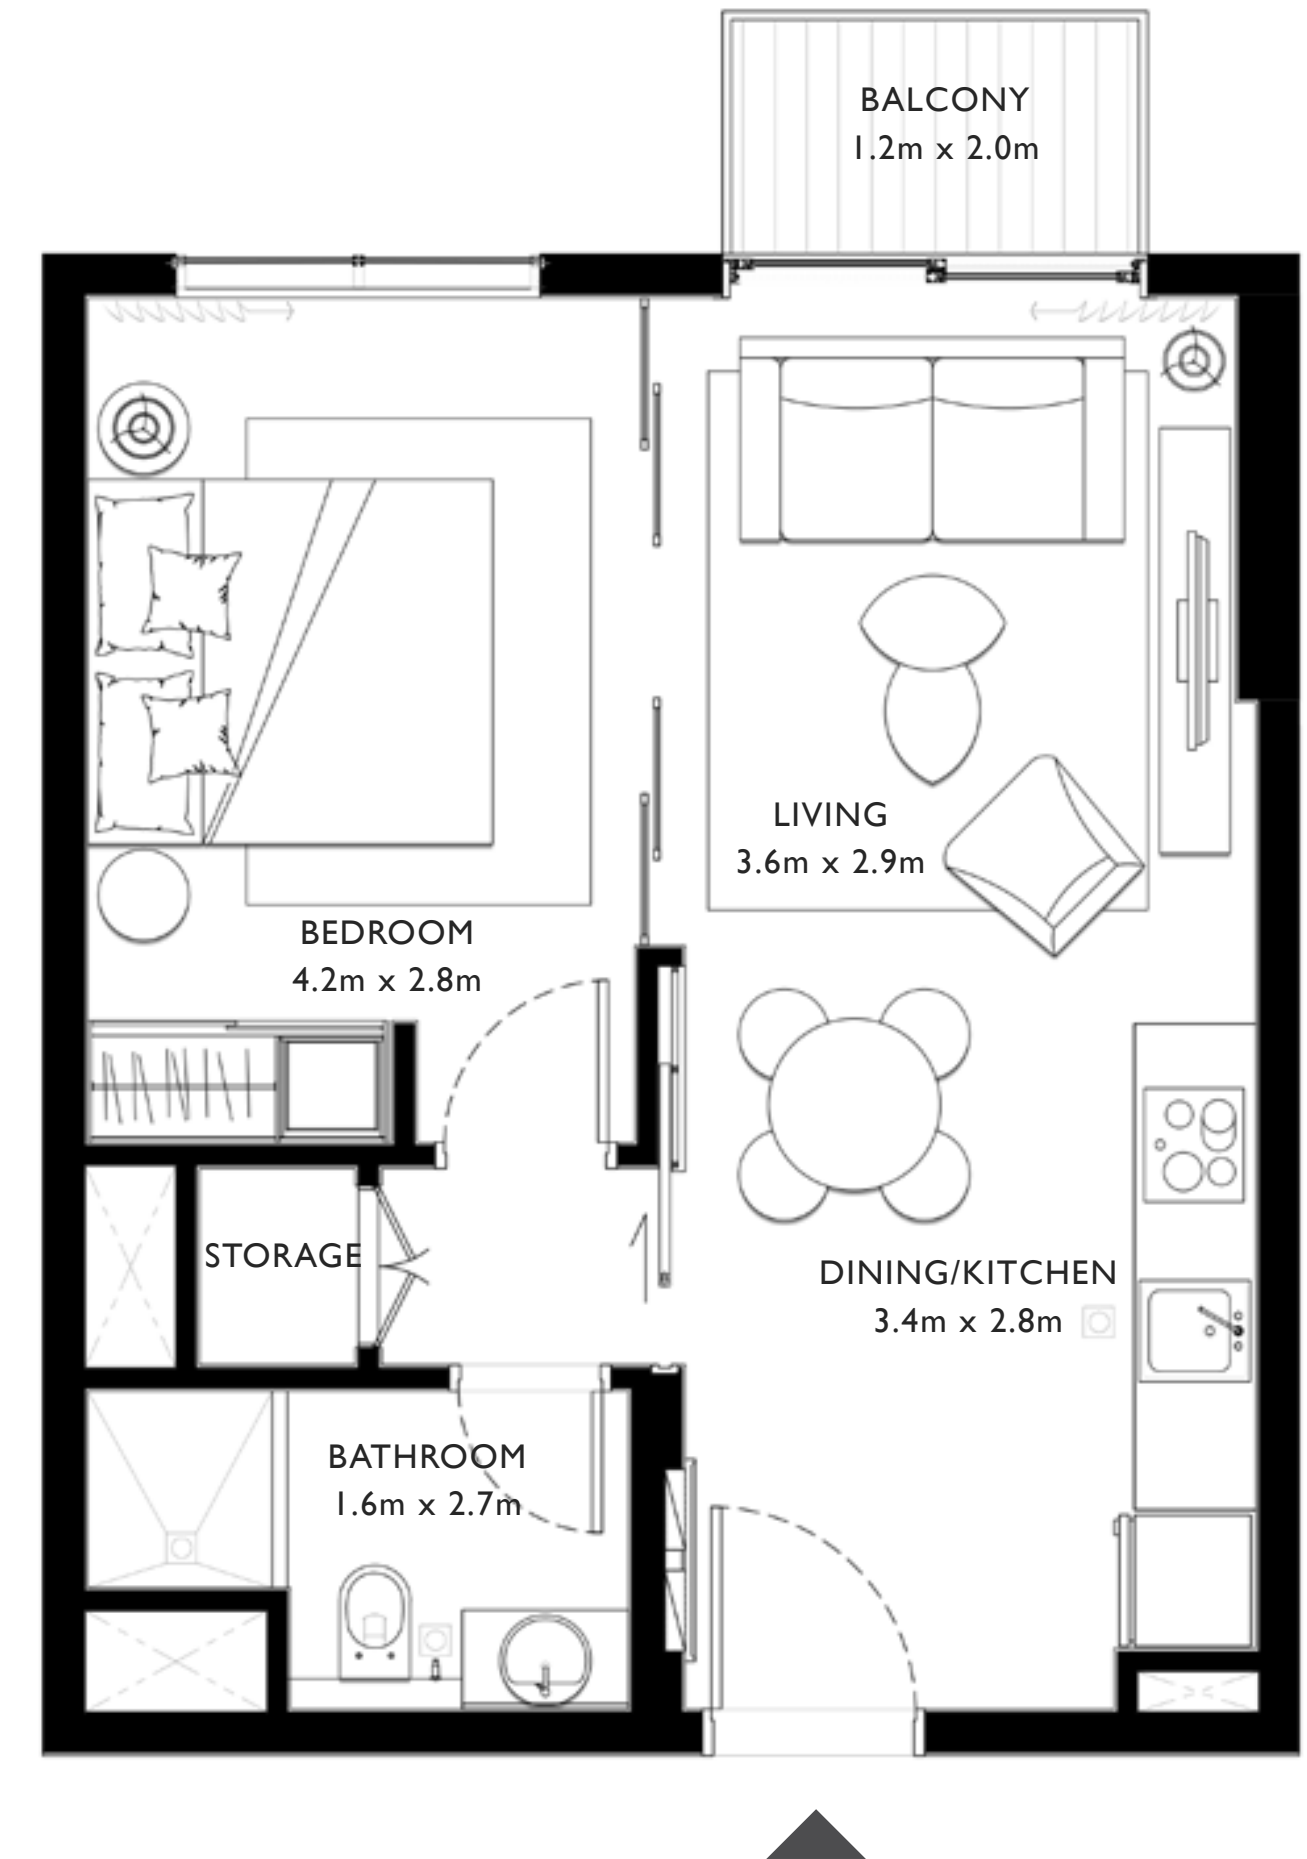 BALCONY
1.2m x 2.0m
LIVING
3.6m x 2.9m
BEDROOM
4.2m x 2.8m
STORAGE
DINING/KITCHEN
3.4m x 2.8m
BATHROOM
1.6m x 2.7m